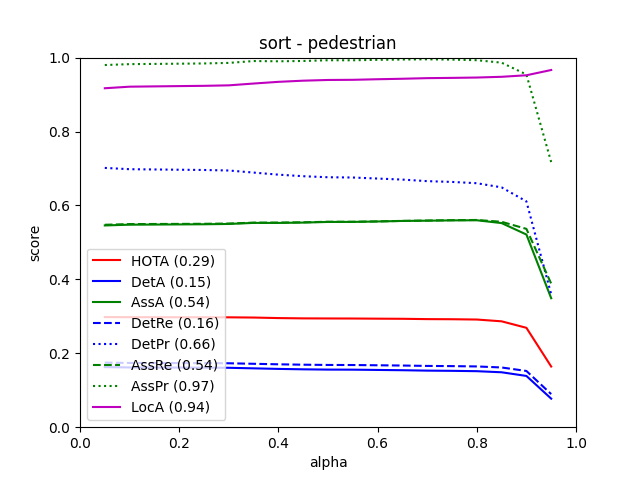 sort - pedestrian
1.0
0.8
0.6
0.4
0.2
0.0
score
HOTA (0.29)
DetA (0.15)
AssA (0.54)
DetRe (0.16)
DetPr (0.66)
AssRe (0.54)
AssPr (0.97)
LocA (0.94)
0.0 0.2 0.4 0.6 0.8 1.0
alpha